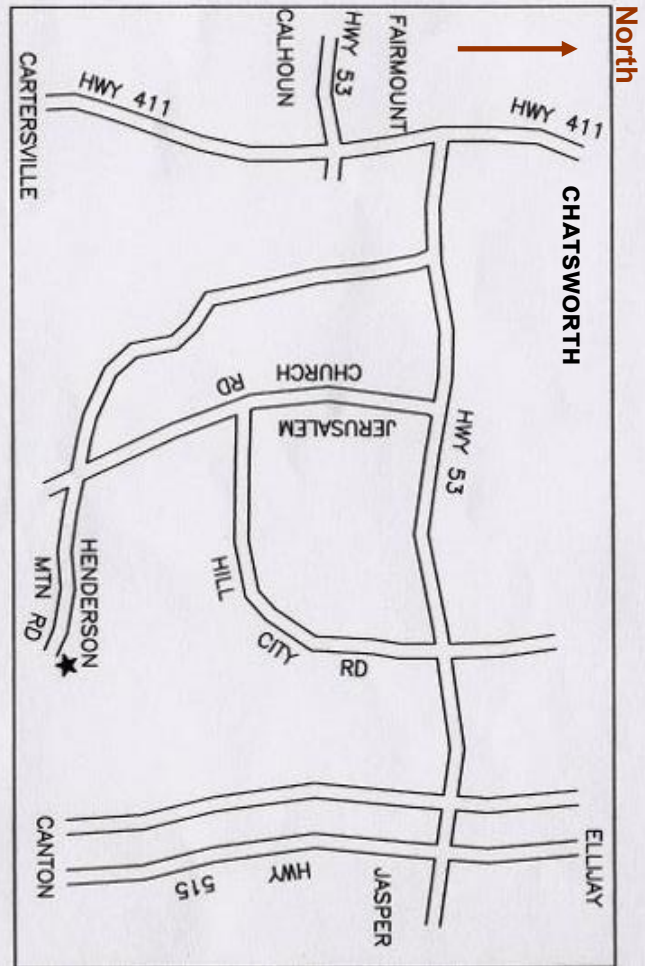 North
HWY 411
CHATSWORTH
FAIRMOUNT
HWY 53
CALHOUN
HWY 411
CARTERSVILLE
HWY 53
JERUSALEM
CHURCH
RD
HILL
CITY
RD
HENDERSON
MTN RD
ELLIJAY
JASPER
HWY
515
CANTON